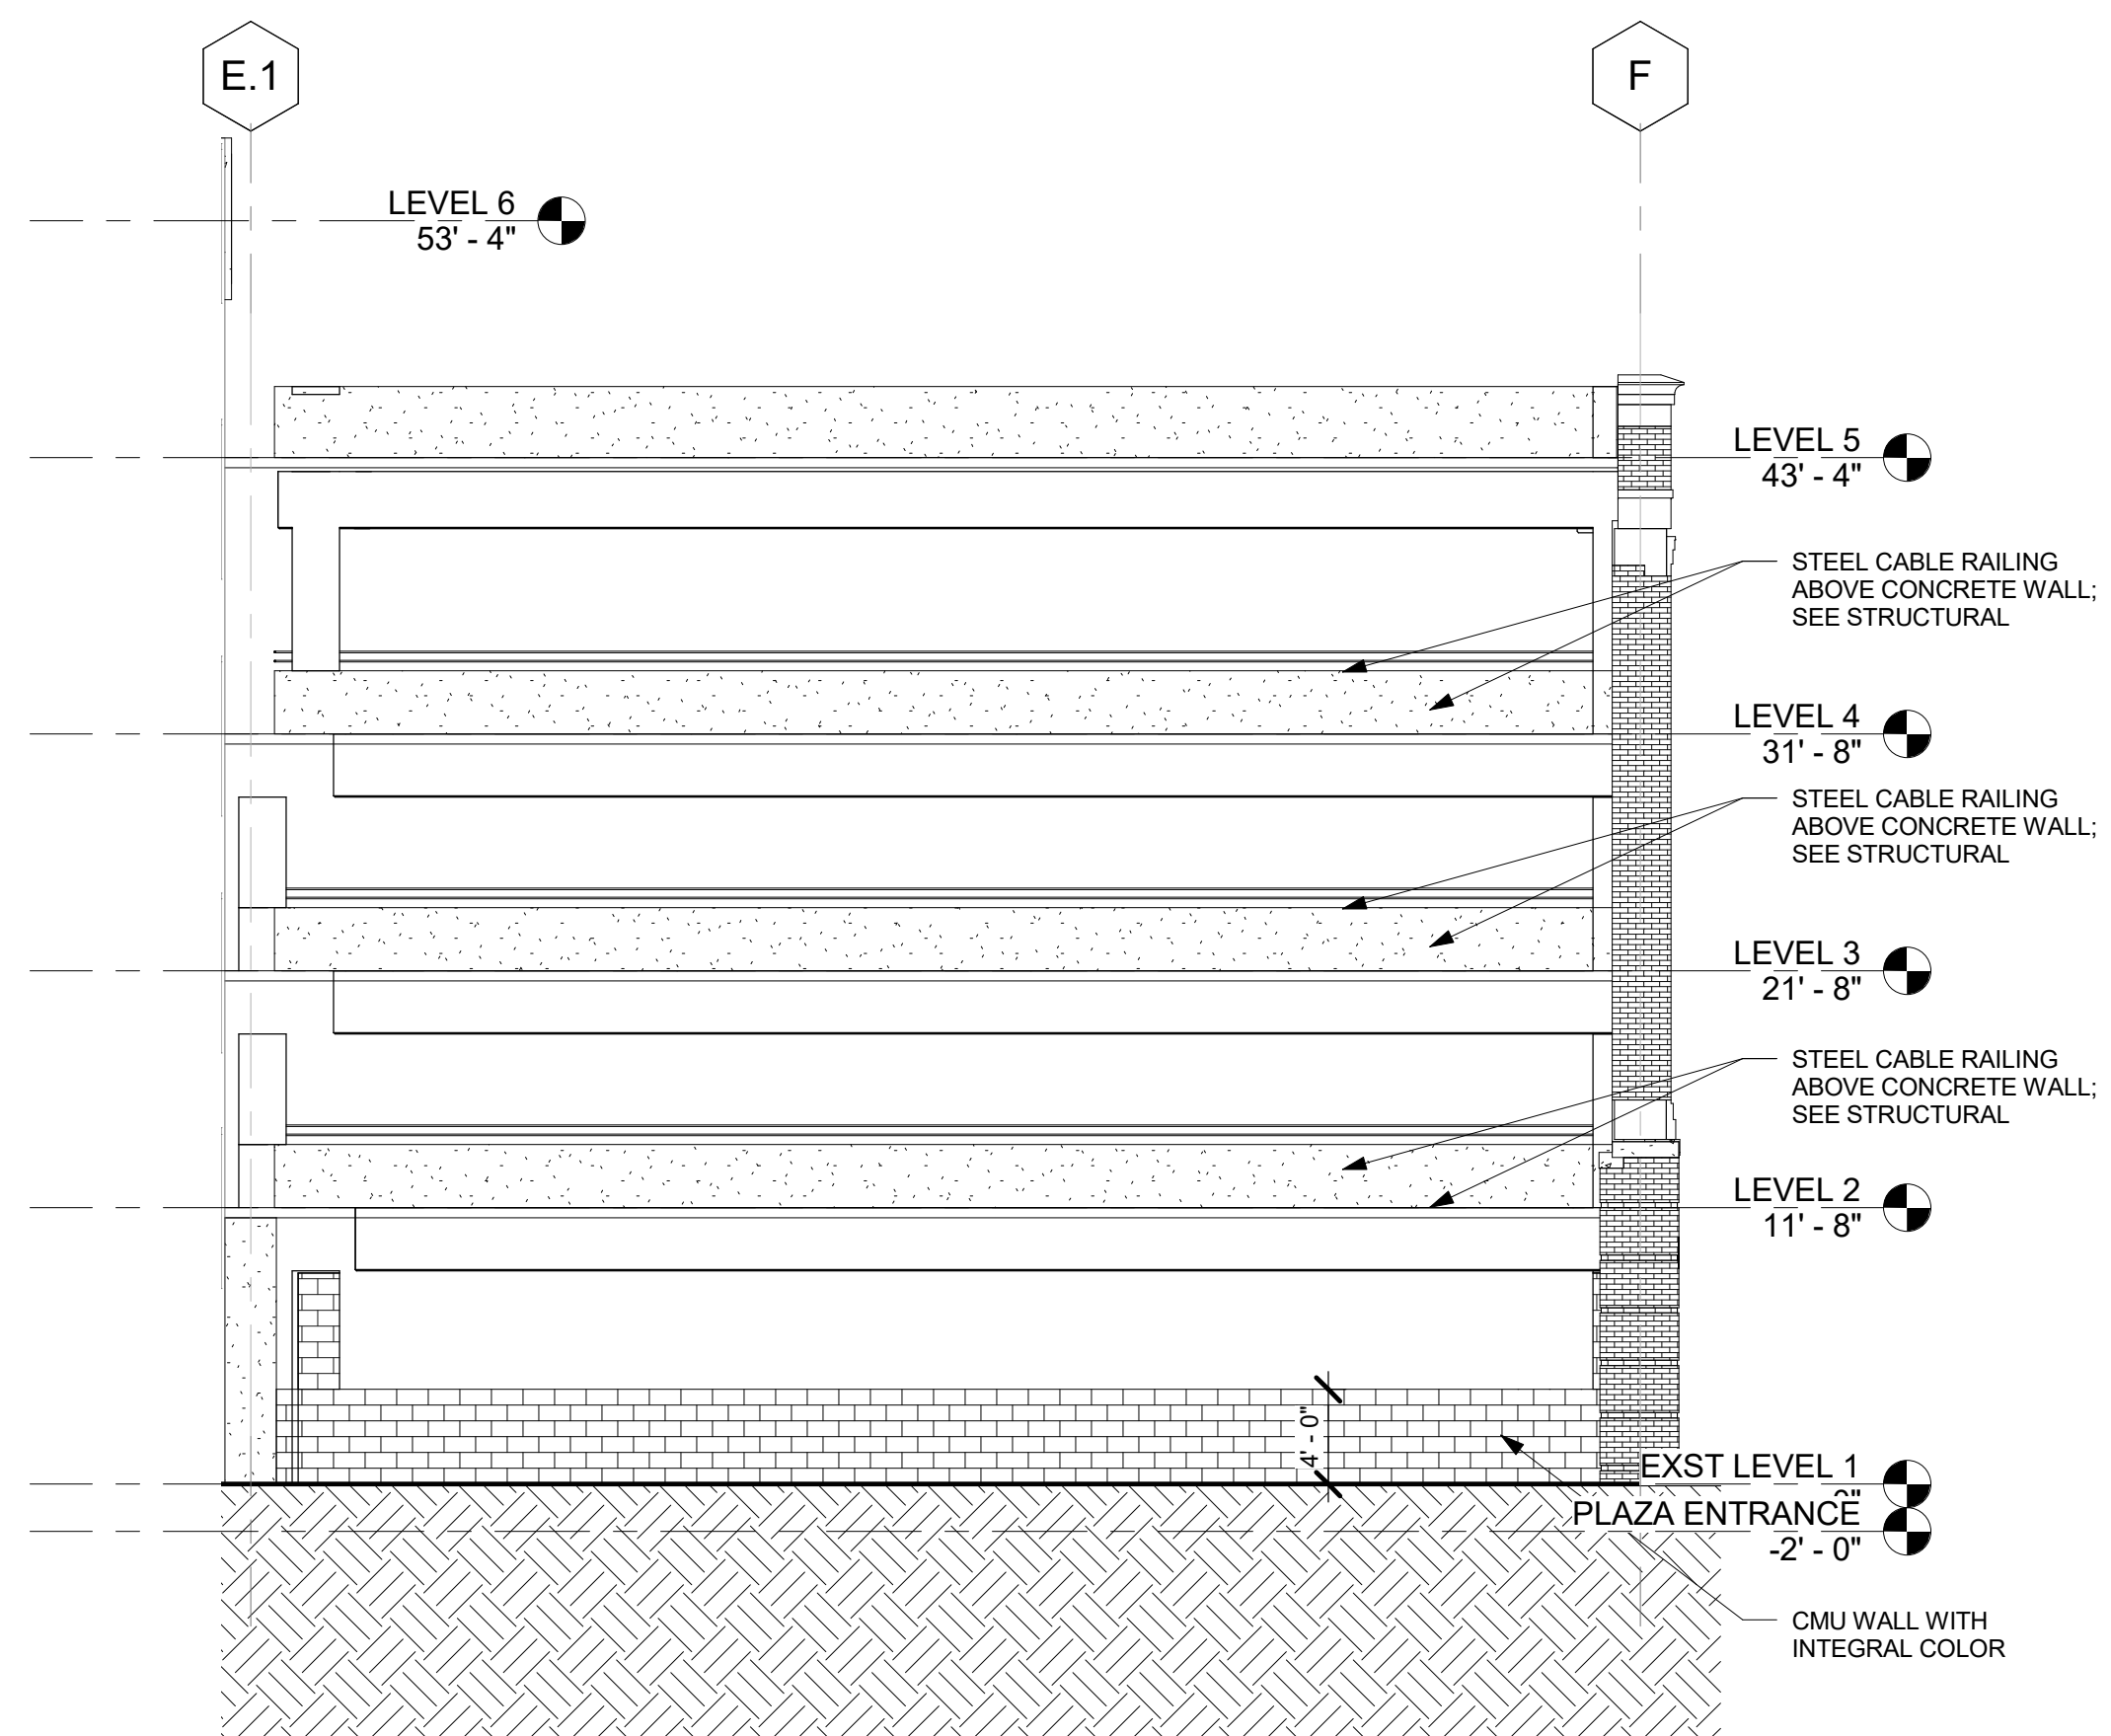 E.1
F
LEVEL 6
53' - 4"
LEVEL 5
43' - 4"
STEEL CABLE RAILING
ABOVE CONCRETE WALL;
SEE STRUCTURAL
LEVEL 4
31' - 8"
STEEL CABLE RAILING
ABOVE CONCRETE WALL;
SEE STRUCTURAL
LEVEL 3
21' - 8"
STEEL CABLE RAILING
ABOVE CONCRETE WALL;
SEE STRUCTURAL
LEVEL 2
11' - 8"
4' - 0"
EXST LEVEL 1
PLAZA ENTRANCE
-2' - 0"
CMU WALL WITH
INTEGRAL COLOR